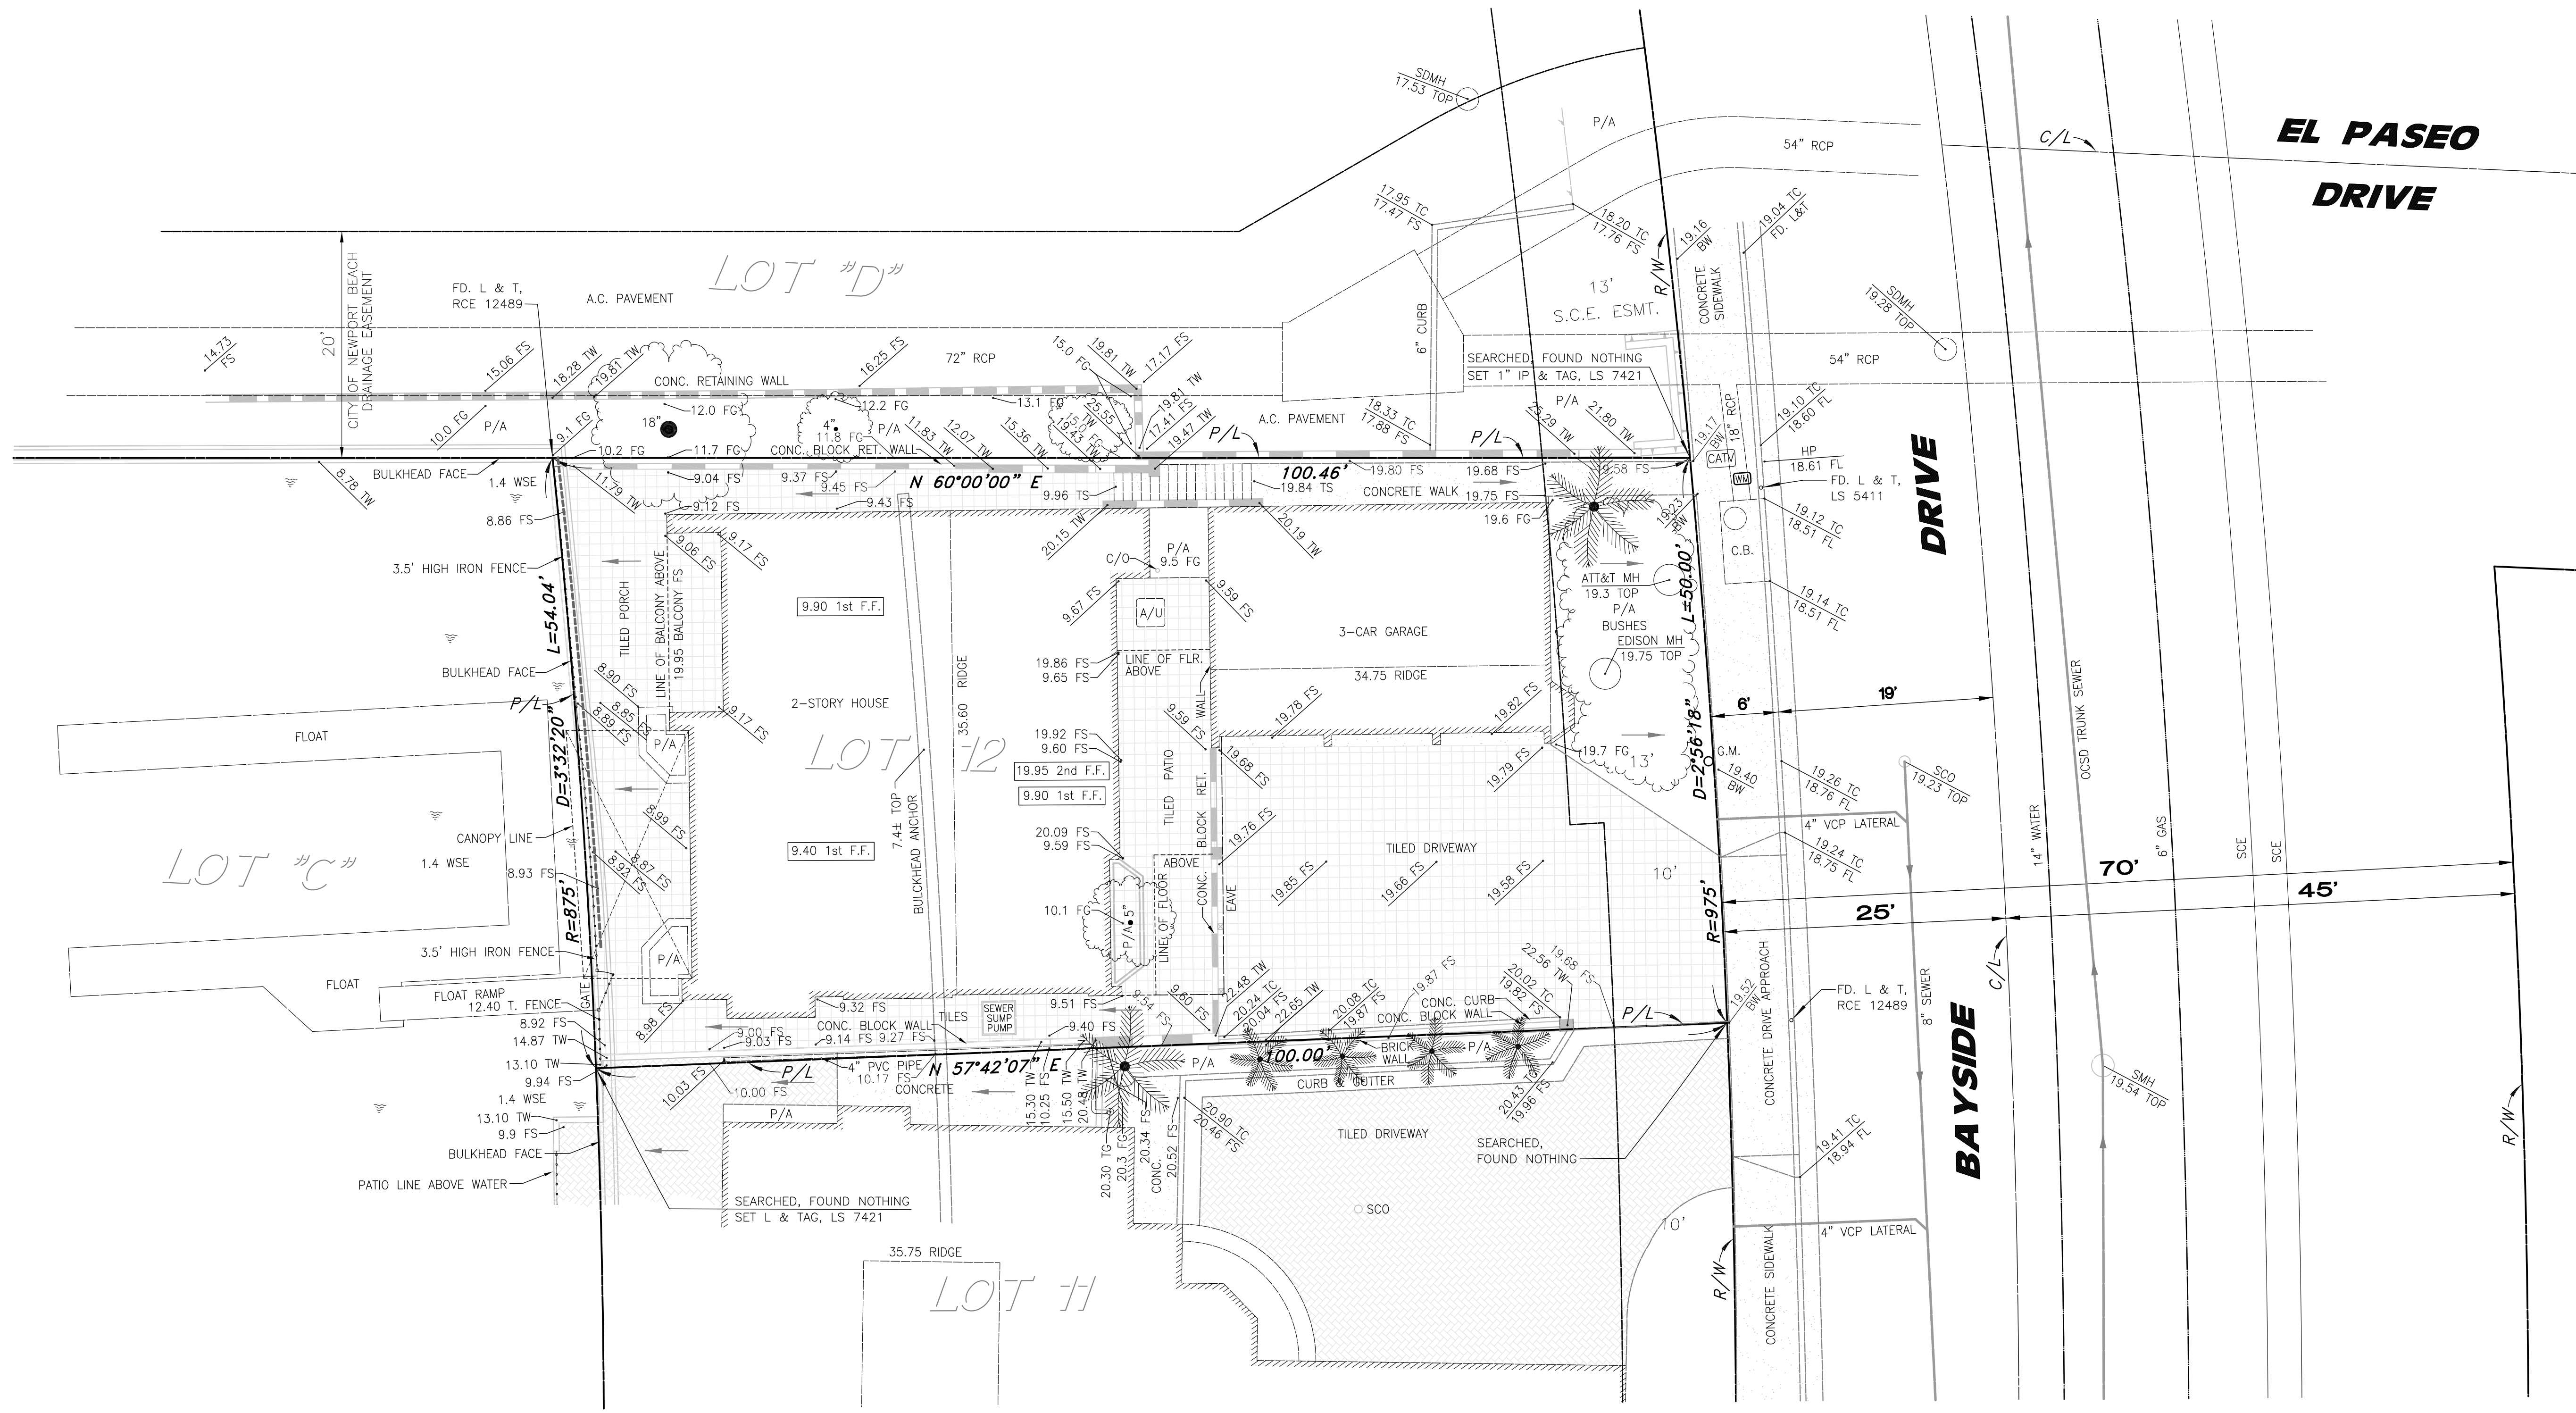 EL PASEO
DRIVE
C/L
SDMH
17.53 TOP
P/A
54" RCP
17.95 TC
17.47 FS
18.20 TC
17.76 FS
R/W
19.16
BW
19.04 TC
FD. L&T
CONCRETE
SIDEWALK
13'
S.C.E. ESMT.
6" CURB
SDMH
19.28 TOP
54" RCP
20'
CITY OF NEWPORT BEACH
DRAINAGE EASEMENT
LOT "D"
FD. L & T,
RCE 12489
A.C. PAVEMENT
14.73
FS
15.06 FS
18.28 TW
19.81 TW
CONC. RETAINING WALL
16.25 FS
72" RCP
15.0 FG
19.81 TW
17.17 FS
SEARCHED, FOUND NOTHING
SET 1" IP & TAG, LS 7421
10.0 FG
P/A
9.1 FG
12.0 FG
18"
4"
11.8 FG
12.2 FG
P/A
13.1 FG
11.83 TW
12.07 TW
15.36 TW
25.55
TW
15.0 FG
19.43 TW
19.81 TW
17.41 FS
19.47 TW
A.C. PAVEMENT
P/L
18.33 TC
17.88 FS
P/L
P/A
25.29 TW
21.80 TW
18" RCP
19.17
BW
CATV
WM
19.10 TC
18.60 FL
HP
18.61 FL
FD. L & T,
LS 5411
10.2 FG
11.7 FG
CONC. BLOCK RET. WALL
8.78 TW
BULKHEAD FACE
1.4 WSE
11.79 TW
9.04 FS
9.37 FS
9.45 FS
N 60°00'00" E
100.46'
19.80 FS
19.68 FS
19.58 FS
9.96 TS
19.84 TS
CONCRETE WALK
19.75 FS
9.12 FS
9.43 FS
20.15 TW
20.19 TW
19.6 FG
19.23
BW
19.12 TC
18.51 FL
C.B.
8.86 FS
9.06 FS
9.17 FS
3.5' HIGH IRON FENCE
L=54.04'
TILED PORCH
LINE OF BALCONY ABOVE
19.95 BALCONY FS
9.90 1st F.F.
C/O
P/A
9.5 FG
9.67 FS
9.59 FS
A/U
ATT&T MH
19.3 TOP
P/A
BUSHES
EDISON MH
19.75 TOP
L=50.00'
19.14 TC
18.51 FL
DRIVE
3-CAR GARAGE
34.75 RIDGE
35.60 RIDGE
19.86 FS
9.65 FS
LINE OF FLR.
ABOVE
BULKHEAD FACE
P/L
8.90 FS
8.85 FS
8.89 FS
9.17 FS
2-STORY HOUSE
LOT 12
D=3°32'20"
P/A
FLOAT
LOT "C"
1.4 WSE
CANOPY LINE
8.99 FS
8.87 FS
8.92 FS
8.93 FS
R=875'
9.40 1st F.F.
7.4± TOP
BULCKHEAD ANCHOR
19.92 FS
9.60 FS
19.95 2nd F.F.
9.90 1st F.F.
20.09 FS
9.59 FS
TILED PATIO
CONC. BLOCK RET. WALL
9.59 FS
19.68 FS
19.78 FS
19.82 FS
19.79 FS
19.7 FG
13'
D=2°56'18"
G.M.
19.40
BW
6'
19'
19.26 TC
18.76 FL
SCO
19.23 TOP
4" VCP LATERAL
19.24 TC
18.75 FL
OCSD TRUNK SEWER
14" WATER
6" GAS
SCE
SCE
70'
45'
25'
19.76 FS
TILED DRIVEWAY
19.85 FS
19.66 FS
19.58 FS
10'
R=975'
LINE OF FLOOR
ABOVE
EAVE
10.1 FG
5"
P/A
P/A
3.5' HIGH IRON FENCE
FLOAT
FLOAT RAMP
12.40 T. FENCE
GATE
8.92 FS
14.87 TW
13.10 TW
9.94 FS
1.4 WSE
13.10 TW
9.9 FS
BULKHEAD FACE
PATIO LINE ABOVE WATER
8.98 FS
9.32 FS
9.00 FS
9.03 FS
CONC. BLOCK WALL
9.14 FS
9.27 FS
TILES
SEWER
SUMP
PUMP
9.51 FS
9.40 FS
9.54 FS
9.60 FS
22.48 TW
20.24 TC
20.04 FS
22.65 TW
20.08 TC
19.87 FS
19.87 FS
CONC. CURB
CONC. BLOCK WALL
22.56 TW
20.02 TC
19.82 FS
19.68 FS
P/L
19.52
BW
FD. L & T,
RCE 12489
CONCRETE DRIVE APPROACH
8" SEWER
C/L
BAYSIDE
SMH
19.54 TOP
R/W
10.03 FS
P/L
10.00 FS
4" PVC PIPE
10.17 FS
CONCRETE
N 57°42'07" E
100.00'
P/A
BRICK
WALL
P/A
CURB & GUTTER
P/A
15.30 TW
10.25 FS
15.50 TW
20.48 TW
20.30 TG
20.3 FG
20.34 FS
CONC.
20.52 FS
20.90 TC
20.46 FS
20.43 TC
19.96 FS
TILED DRIVEWAY
SEARCHED,
FOUND NOTHING
19.41 TC
18.94 FL
SEARCHED, FOUND NOTHING
SET L & TAG, LS 7421
SCO
10'
4" VCP LATERAL
R/W
CONCRETE SIDEWALK
35.75 RIDGE
LOT 11